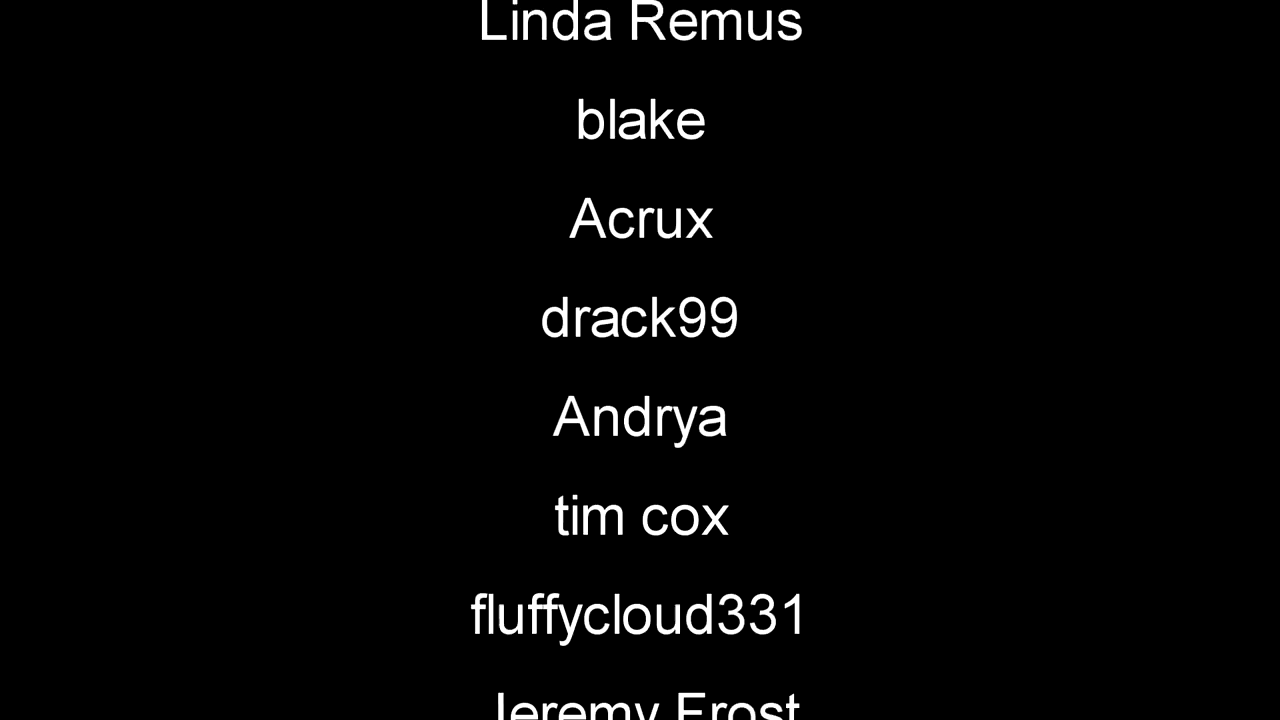 Linda Remus
blake
Acrux
drack99
Andrya
tim cox
fluffycloud331
Jeremy Frost